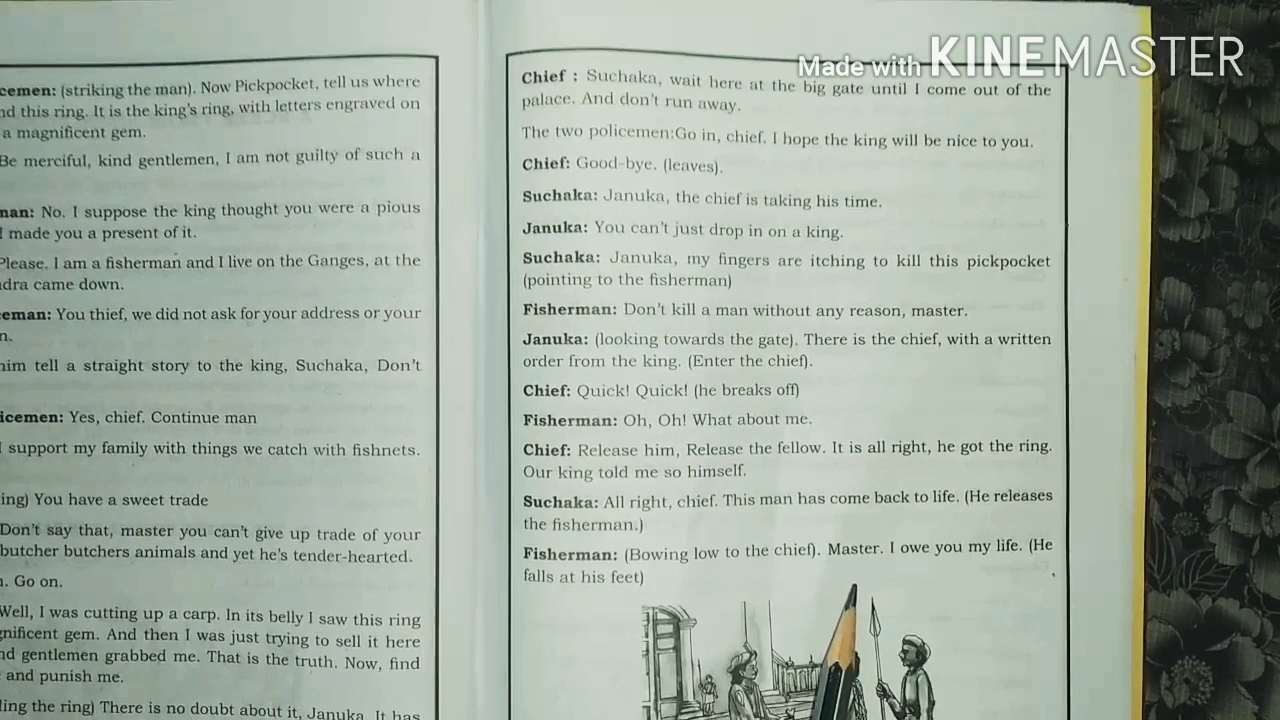 cemen: (striking the man). Now Pickpocket, tell us where
nd this ring. It is the king's ring, with letters engraved on
a magnificent gem.
Be merciful, kind gentlemen, I am not guilty of such a
man: No. I suppose the king thought you were a pious
I made you a present of it.
Please. I am a fisherman and I live on the Ganges, at the
dra came down.
ceman: You thief, we did not ask for your address or your
n.
him tell a straight story to the king, Suchaka, Don't
icemen: Yes, chief. Continue man
I support my family with things we catch with fishnets.
ing) You have a sweet trade
Don't say that, master you can't give up trade of your
butcher butchers animals and yet he's tender-hearted.
. Go on.
Well, I was cutting up a carp. In its belly I saw this ring
gnificent gem. And then I was just trying to sell it here
nd gentlemen grabbed me. That is the truth. Now, find
and punish me.
ling the ring) There is no doubt about it, Januka. It has
Made with KINEMASTER
Chief : Suchaka, wait here at the big gate until I come out of the
palace. And don't run away.
The two policemen:Go in, chief. I hope the king will be nice to you.
Chief: Good-bye. (leaves).
Suchaka: Januka, the chief is taking his time.
Januka: You can't just drop in on a king.
Suchaka: Januka, my fingers are itching to kill this pickpocket
(pointing to the fisherman)
Fisherman: Don't kill a man without any reason, master.
Januka: (looking towards the gate). There is the chief, with a written
order from the king. (Enter the chief).
Chief: Quick! Quick! (he breaks off)
Fisherman: Oh, Oh! What about me.
Chief: Release him, Release the fellow. It is all right, he got the ring.
Our king told me so himself.
Suchaka: All right, chief. This man has come back to life. (He releases
the fisherman.)
Fisherman: (Bowing low to the chief). Master. I owe you my life. (He
falls at his feet)